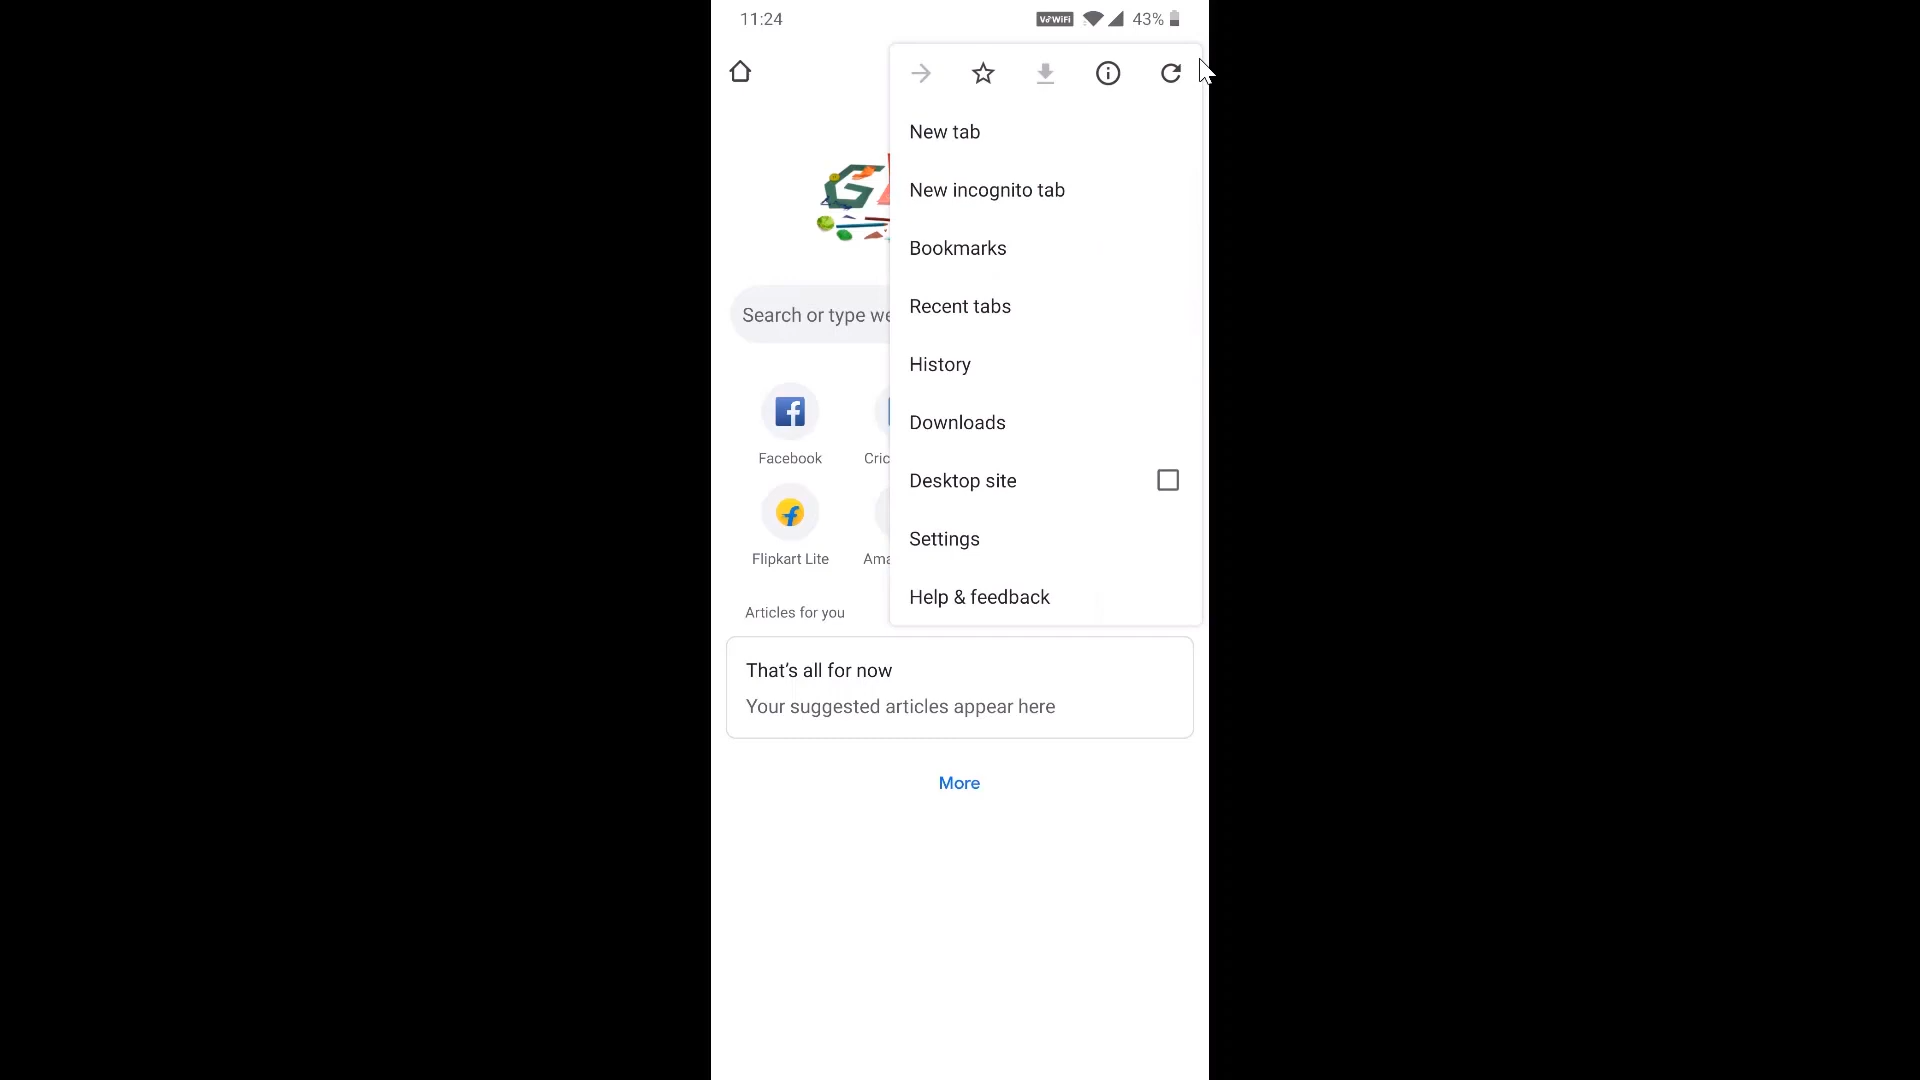 11:24
VoWiFi 43%
New tab
New incognito tab
Bookmarks
Recent tabs
Search or type we
History
Downloads
Facebook
Cric
Desktop site
Settings
Flipkart Lite
Ama
Help & feedback
Articles for you
That's all for now
Your suggested articles appear here
More